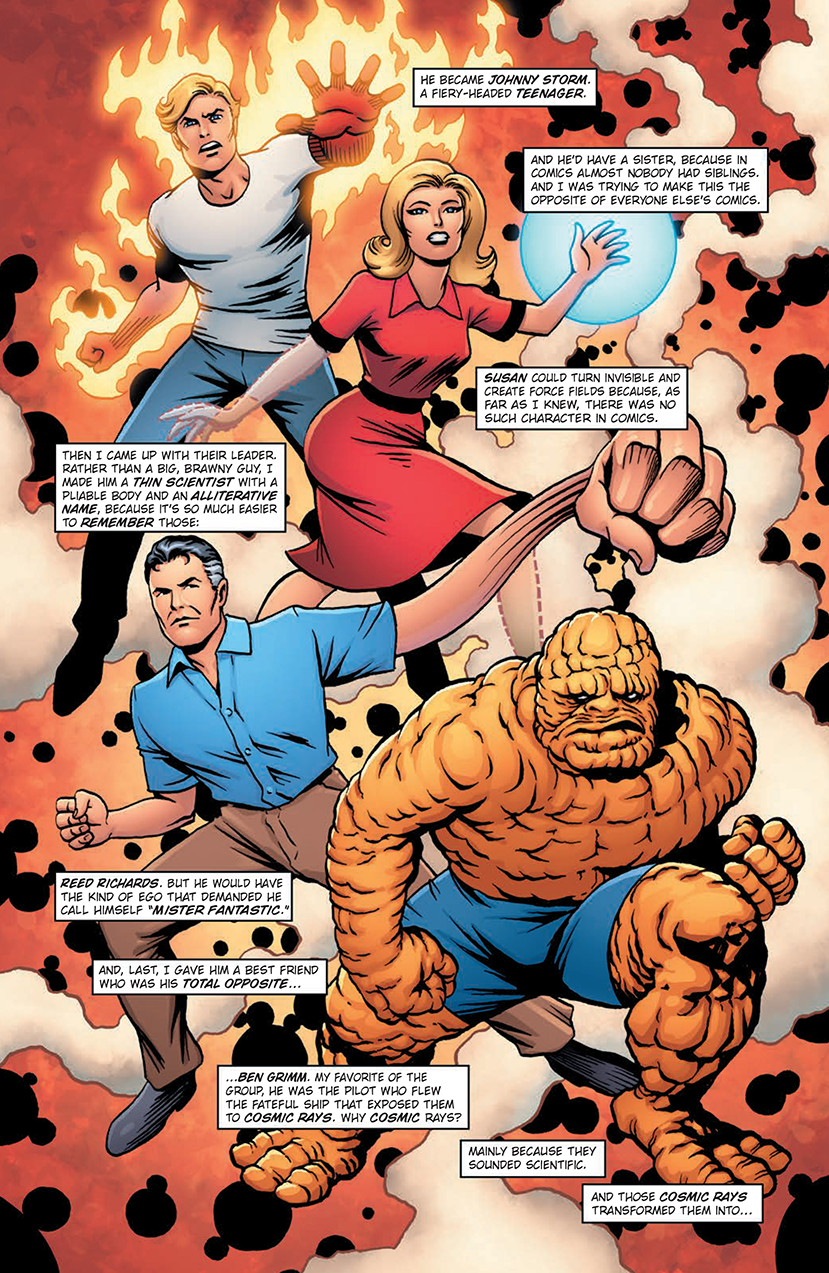 HE BECAME JOHNNY STORM.
A FIERY-HEADED TEENAGER.
AND HE'D HAVE A SISTER, BECAUSE IN
COMICS ALMOST NOBODY HAD SIBLINGS.
AND I WAS TRYING TO MAKE THIS THE
OPPOSITE OF EVERYONE ELSE'S COMICS.
SUSAN COULD TURN INVISIBLE AND
CREATE FORCE FIELDS BECAUSE, AS
FAR AS I KNEW, THERE WAS NO
SUCH CHARACTER IN COMICS.
THEN I CAME UP WITH THEIR LEADER.
RATHER THAN A BIG, BRAWNY GUY, I
MADE HIM A THIN SCIENTIST WITH A
PLIABLE BODY AND AN ALLITERATIVE
NAME, BECAUSE IT'S SO MUCH EASIER
TO REMEMBER THOSE:
REED RICHARDS. BUT HE WOULD HAVE
THE KIND OF EGO THAT DEMANDED HE
CALL HIMSELF "MISTER FANTASTIC."
AND, LAST, I GAVE HIM A BEST FRIEND
WHO WAS HIS TOTAL OPPOSITE...
...BEN GRIMM. MY FAVORITE OF THE
GROUP, HE WAS THE PILOT WHO FLEW
THE FATEFUL SHIP THAT EXPOSED THEM
TO COSMIC RAYS. WHY COSMIC RAYS?
MAINLY BECAUSE THEY
SOUNDED SCIENTIFIC.
AND THOSE COSMIC RAYS
TRANSFORMED THEM INTO...